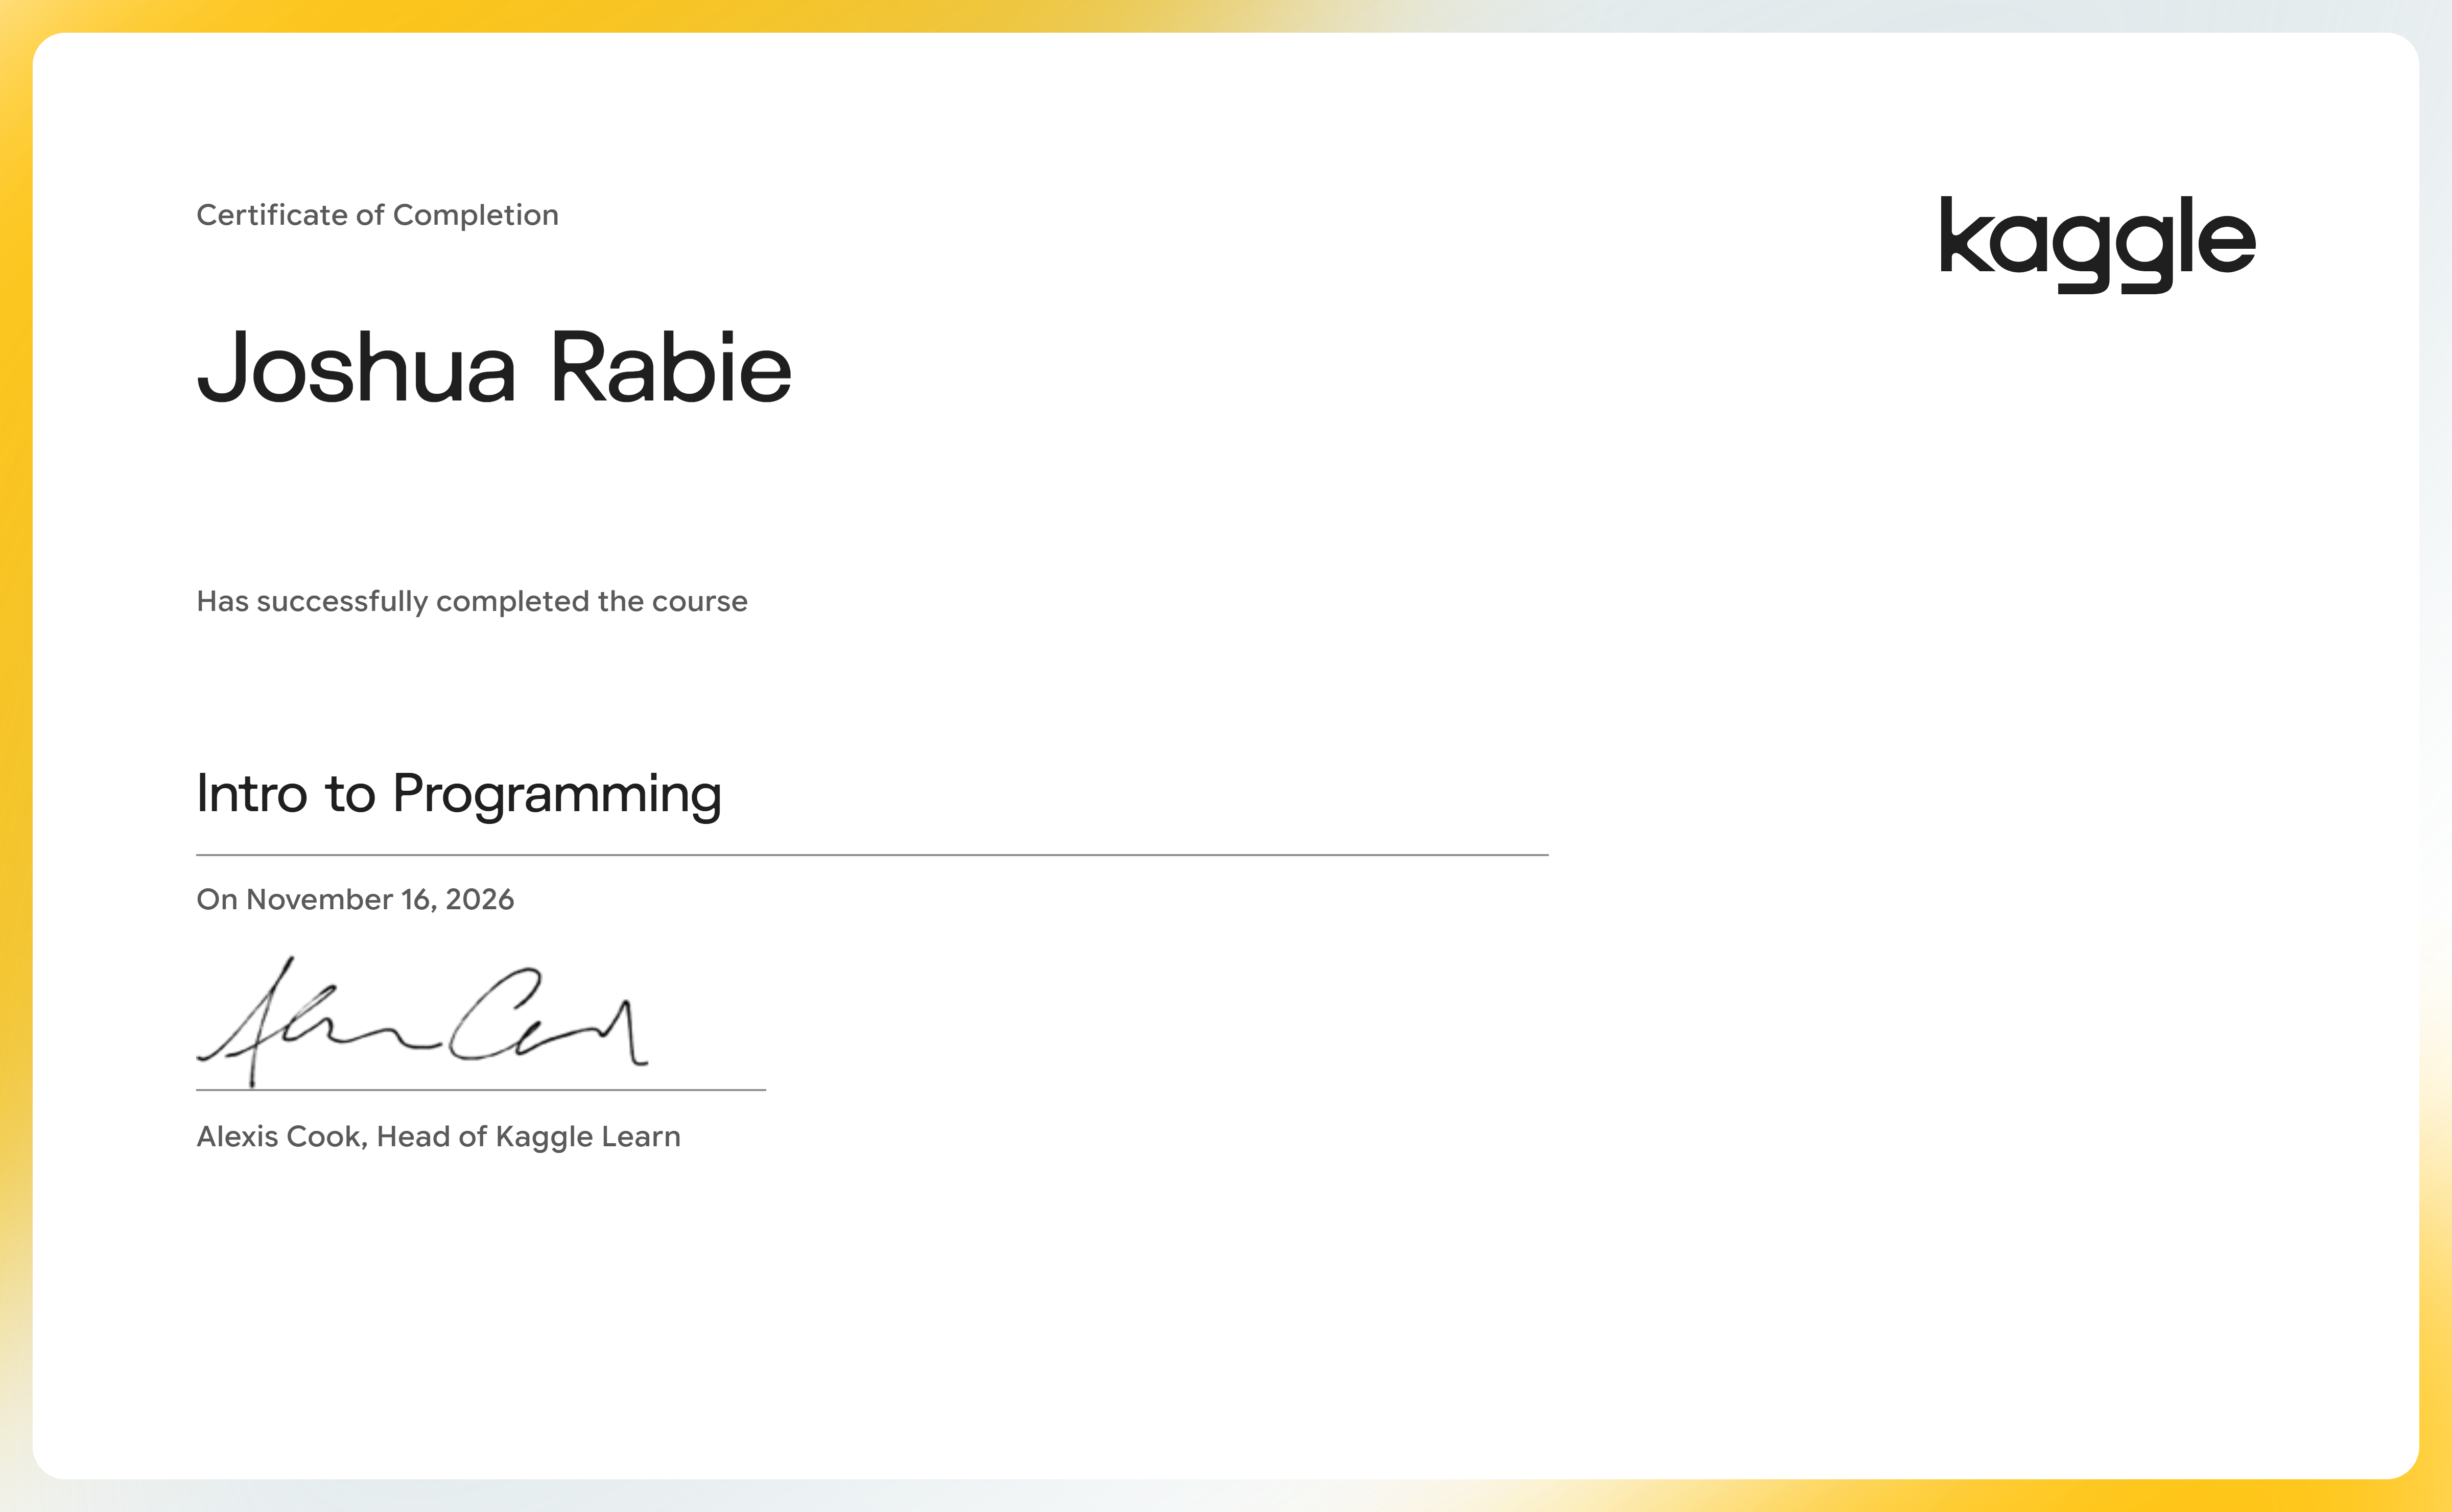 Certificate of Completion
kaggle
Joshua Rabie
Has successfully completed the course
Intro to Programming
On November 16, 2026
Alexis Cook, Head of Kaggle Learn